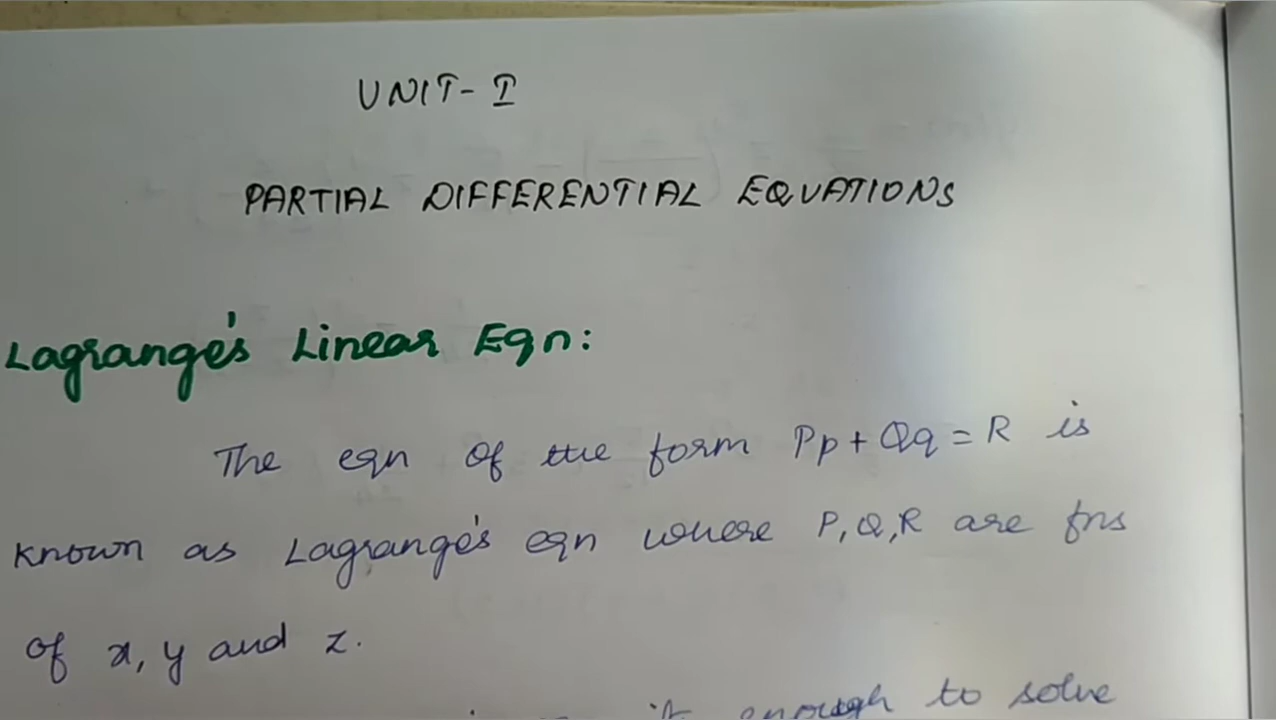 UNIT-I
PARTIAL DIFFERENTIAL EQUATIONS
Lagrange's Linear Eqn:
The eqn of the form Pp + Qq = R is
known as Lagrange's eqn where P, Q, R are fns
of x, y and z.
it enough to solve